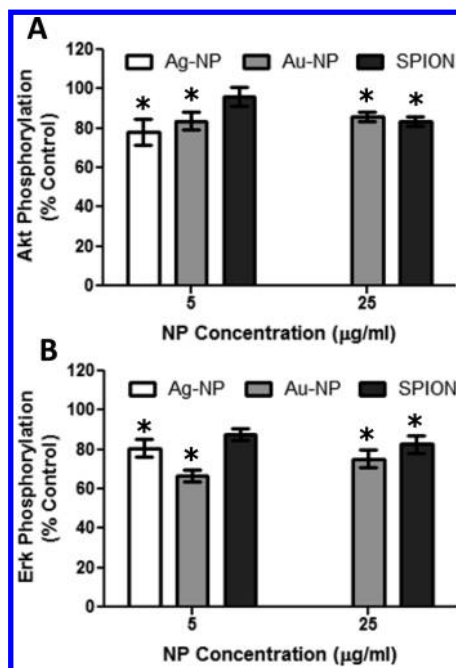 A
120
Ag-NP Au-NP SPION
100
* * * *
80
60
40
20
0
Akt Phosphorylation
(% Control)
5 25
NP Concentration (µg/ml)
B
120
Ag-NP Au-NP SPION
100
* * * *
80
60
40
20
0
Erk Phosphorylation
(% Control)
5 25
NP Concentration (µg/ml)